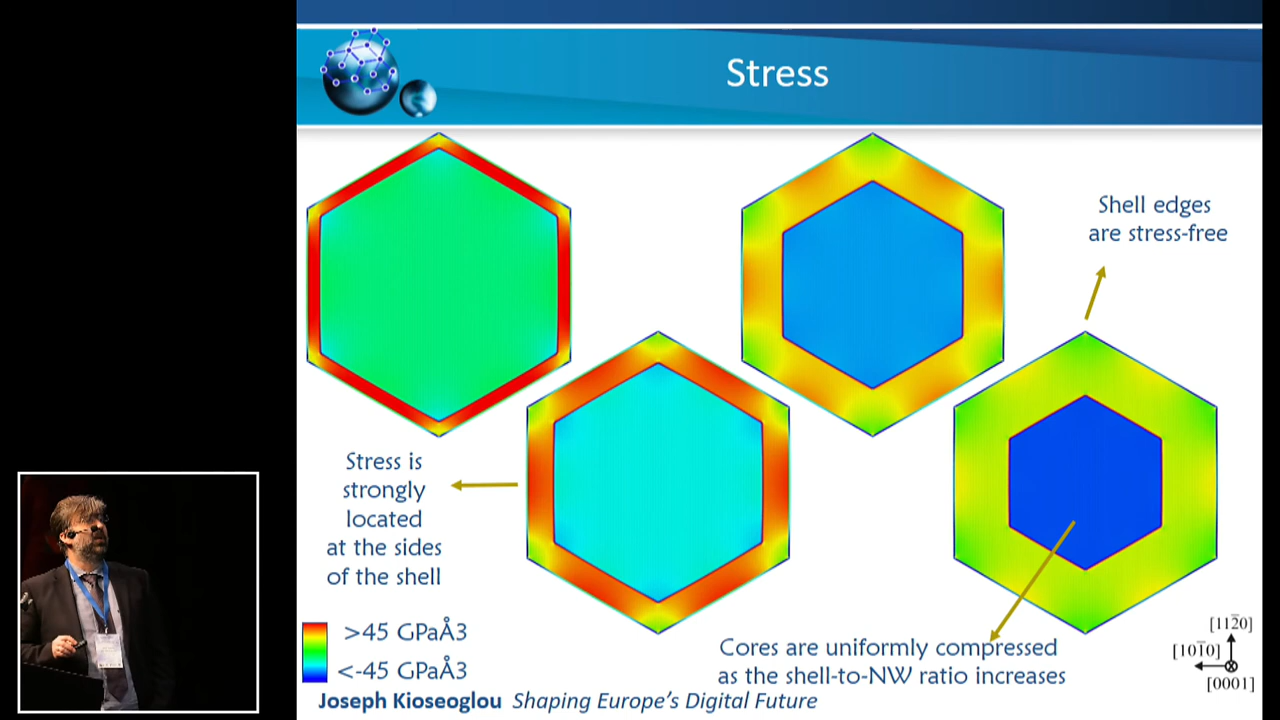 Stress
Shell edges
are stress-free
Stress is
strongly
located
at the sides
of the shell
>45 GPaÅ3
<-45 GPaÅ3
Cores are uniformly compressed
as the shell-to-NW ratio increases
[112̄0]
[101̄0]
[0001]
Joseph Kioseoglou Shaping Europe's Digital Future